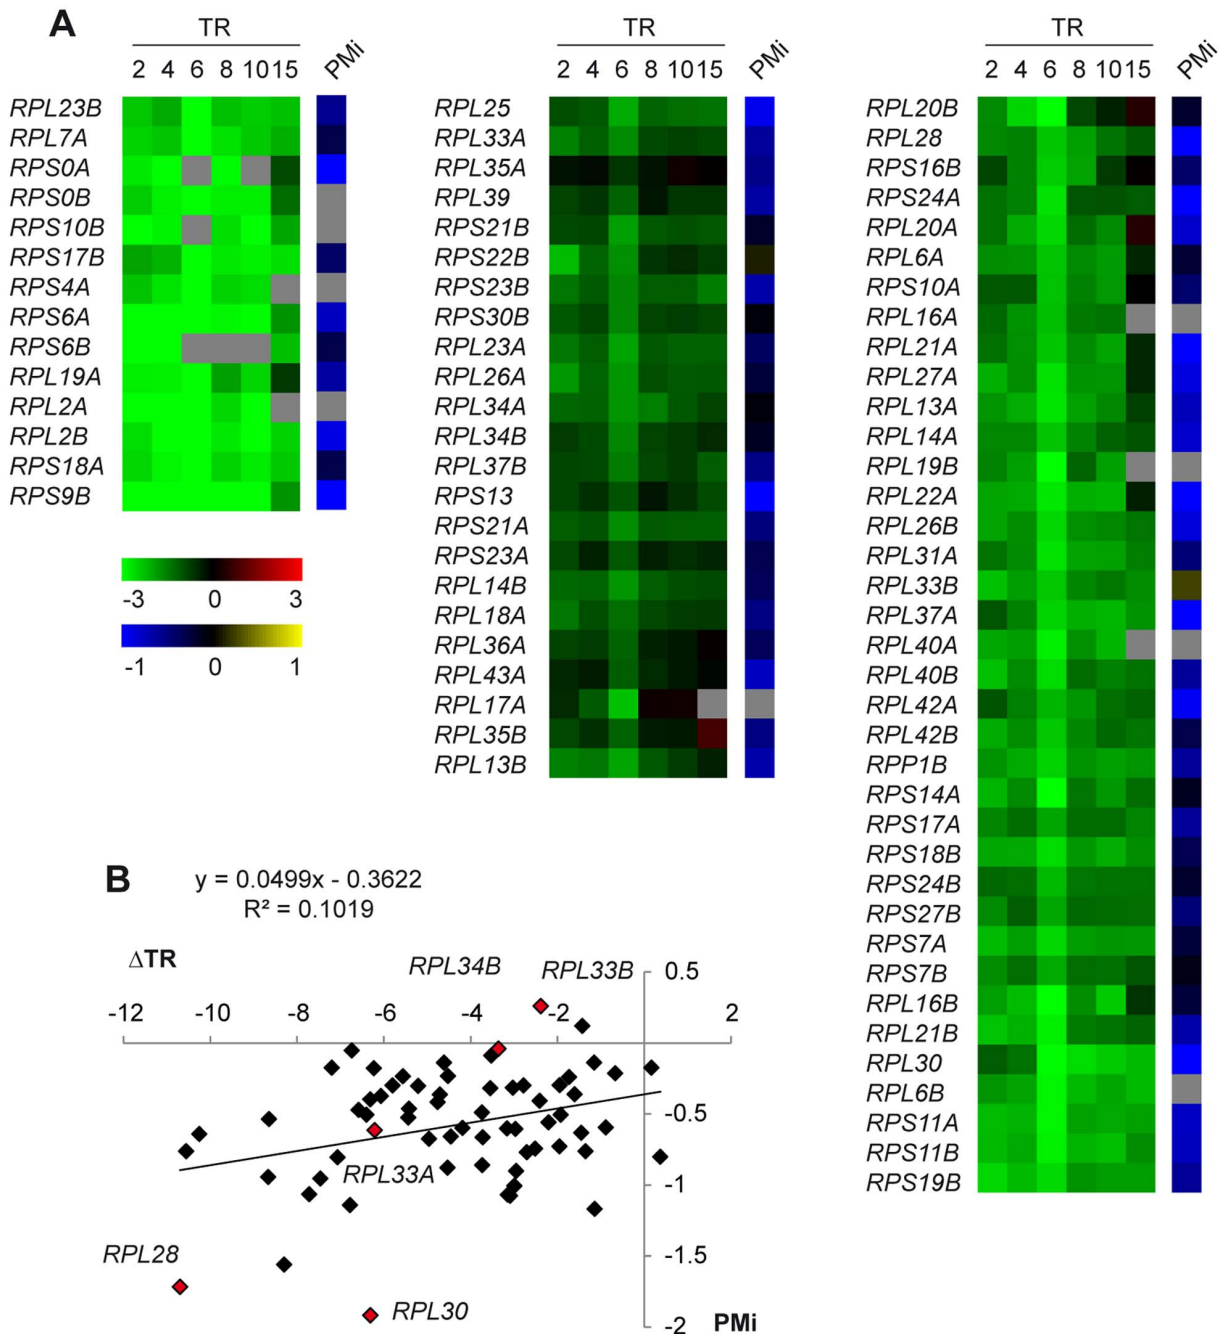 A
TR
2 4 6 8 10 15 PMi
RPL23B
RPL7A
RPS0A
RPS0B
RPS10B
RPS17B
RPS4A
RPS6A
RPS6B
RPL19A
RPL2A
RPL2B
RPS18A
RPS9B
-3 0 3
-1 0 1
TR
2 4 6 8 10 15 PMi
RPL25
RPL33A
RPL35A
RPL39
RPS21B
RPS22B
RPS23B
RPS30B
RPL23A
RPL26A
RPL34A
RPL34B
RPL37B
RPS13
RPS21A
RPS23A
RPL14B
RPL18A
RPL36A
RPL43A
RPL17A
RPL35B
RPL13B
TR
2 4 6 8 10 15 PMi
RPL20B
RPL28
RPS16B
RPS24A
RPL20A
RPL6A
RPS10A
RPL16A
RPL21A
RPL27A
RPL13A
RPL14A
RPL19B
RPL22A
RPL26B
RPL31A
RPL33B
RPL37A
RPL40A
RPL40B
RPL42A
RPL42B
RPP1B
RPS14A
RPS17A
RPS18B
RPS24B
RPS27B
RPS7A
RPS7B
RPL16B
RPL21B
RPL30
RPL6B
RPS11A
RPS11B
RPS19B
B
y = 0.0499x - 0.3622
R² = 0.1019
ΔTR
RPL34B RPL33B 0.5
-12 -10 -8 -6 -4 -2 2
-0.5
RPL33A
-1
RPL28
-1.5
RPL30
-2 PMi